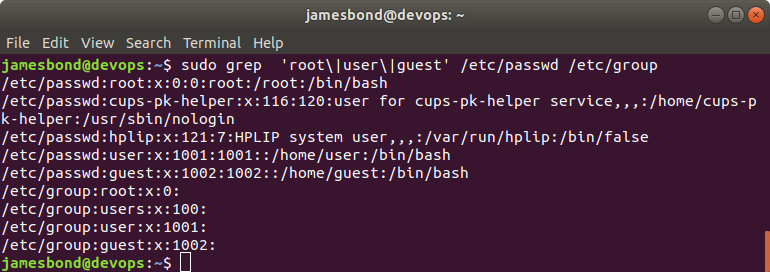 jamesbond@devops: ~
File Edit View Search Terminal Help
jamesbond@devops:~$ sudo grep  'root\|user\|guest' /etc/passwd /etc/group
/etc/passwd:root:x:0:0:root:/root:/bin/bash
/etc/passwd:cups-pk-helper:x:116:120:user for cups-pk-helper service,,,:/home/cups-p
k-helper:/usr/sbin/nologin
/etc/passwd:hplip:x:121:7:HPLIP system user,,,:/var/run/hplip:/bin/false
/etc/passwd:user:x:1001:1001::/home/user:/bin/bash
/etc/passwd:guest:x:1002:1002::/home/guest:/bin/bash
/etc/group:root:x:0:
/etc/group:users:x:100:
/etc/group:user:x:1001:
/etc/group:guest:x:1002:
jamesbond@devops:~$